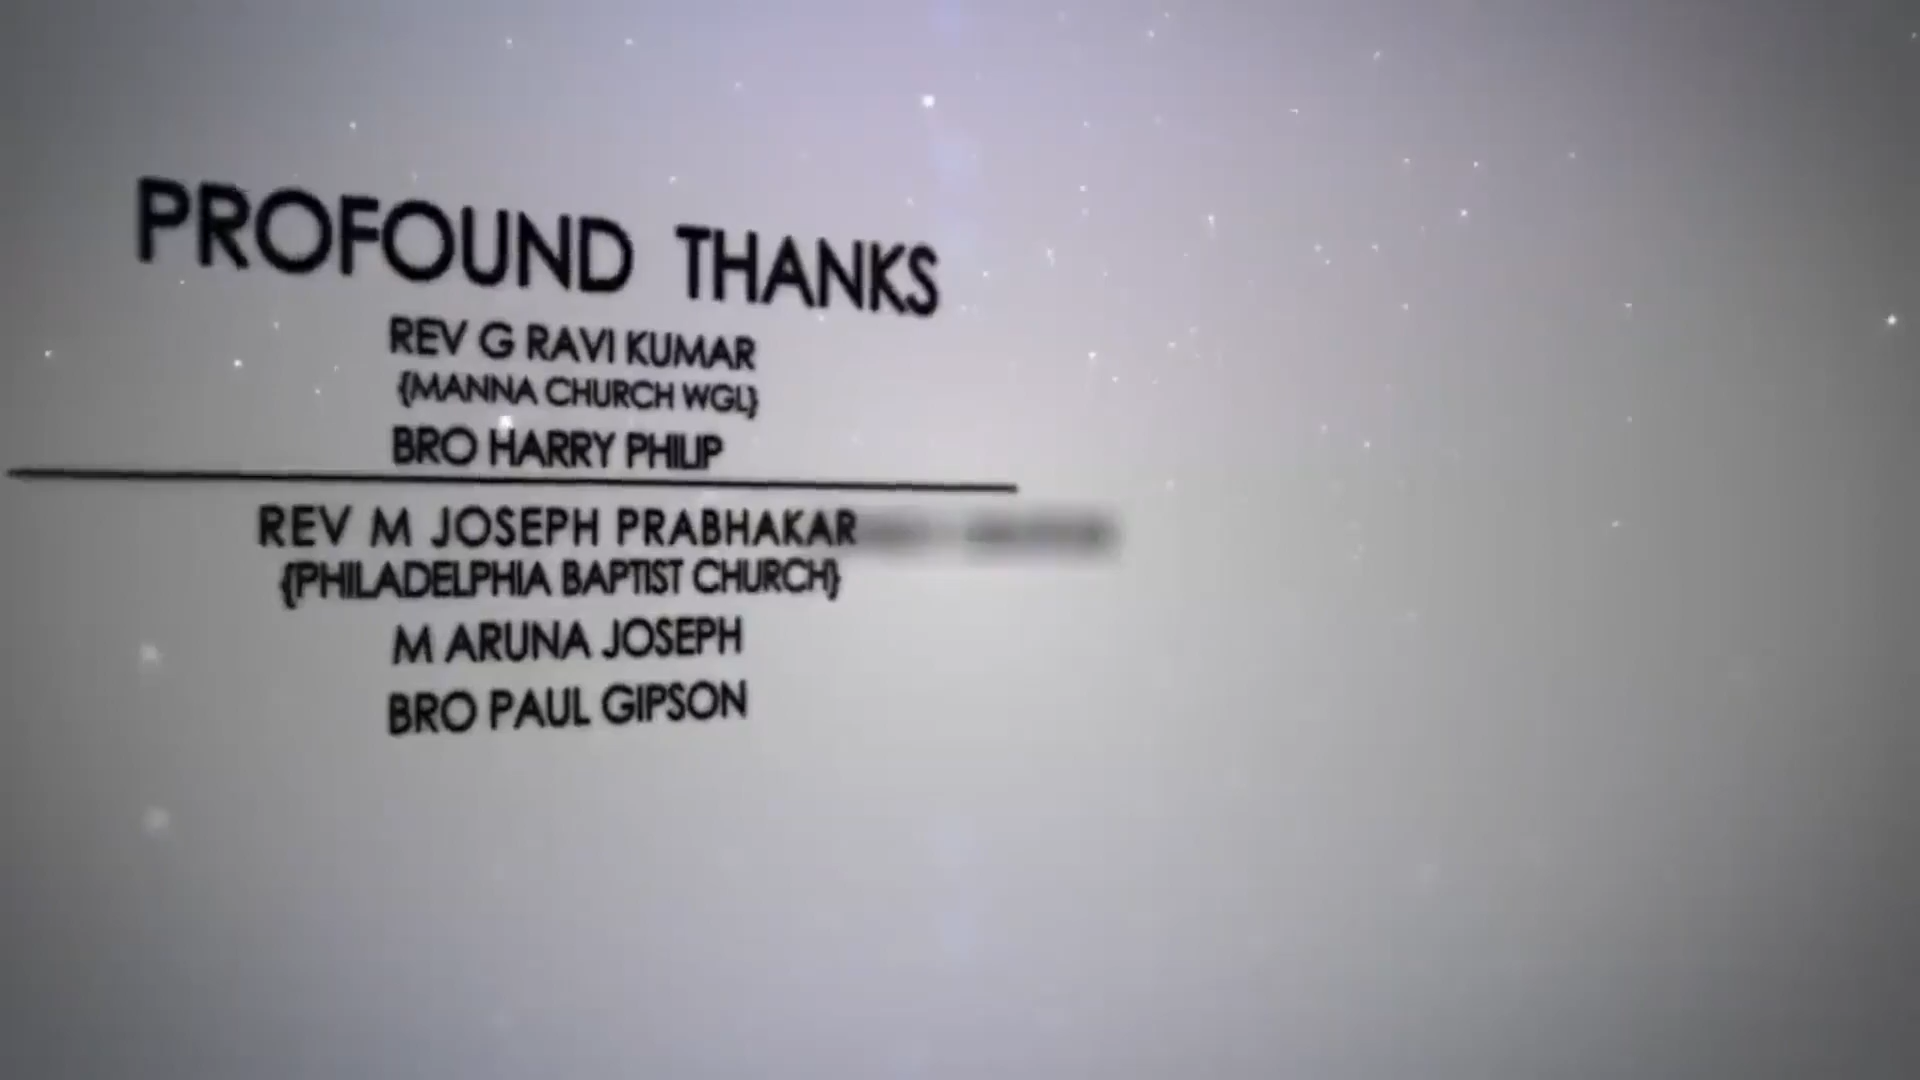 PROFOUND THANKS
REV G RAVI KUMAR
{MANNA CHURCH WGL}
BRO HARRY PHILIP
REV M JOSEPH PRABHAKAR
{PHILADELPHIA BAPTIST CHURCH}
M ARUNA JOSEPH
BRO PAUL GIPSON